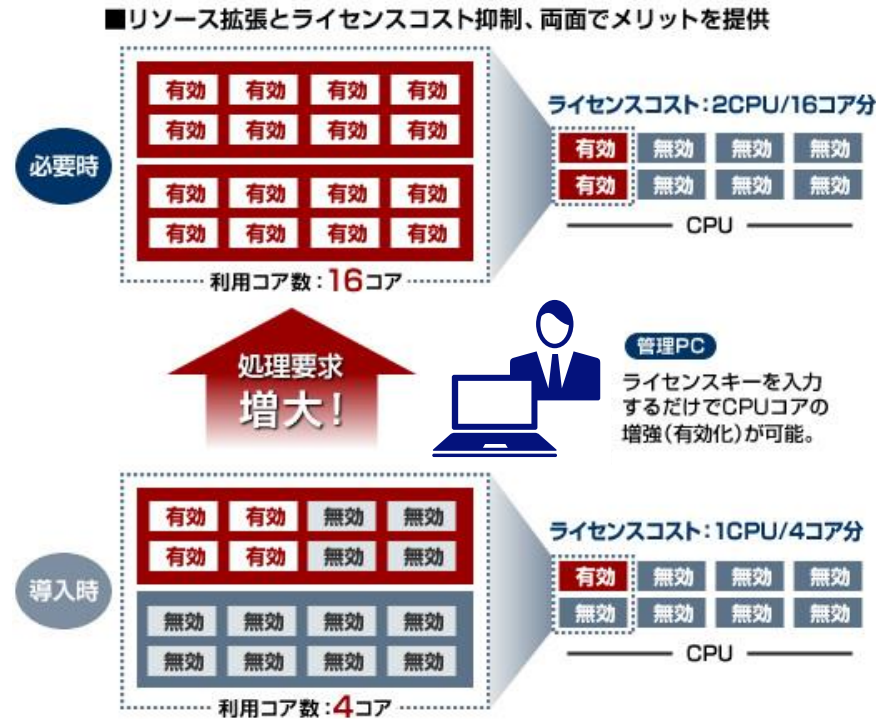 ■リソース拡張とライセンスコスト抑制、両面でメリットを提供
必要時
有効 有効 有効 有効
有効 有効 有効 有効
有効 有効 有効 有効
有効 有効 有効 有効
利用コア数:16コア
ライセンスコスト:2CPU/16コア分
有効 無効 無効 無効
有効 無効 無効 無効
CPU
処理要求
増大!
管理PC
ライセンスキーを入力
するだけでCPUコアの
増強(有効化)が可能。
導入時
有効 有効 無効 無効
有効 有効 無効 無効
無効 無効 無効 無効
無効 無効 無効 無効
利用コア数:4コア
ライセンスコスト:1CPU/4コア分
有効 無効 無効 無効
無効 無効 無効 無効
CPU